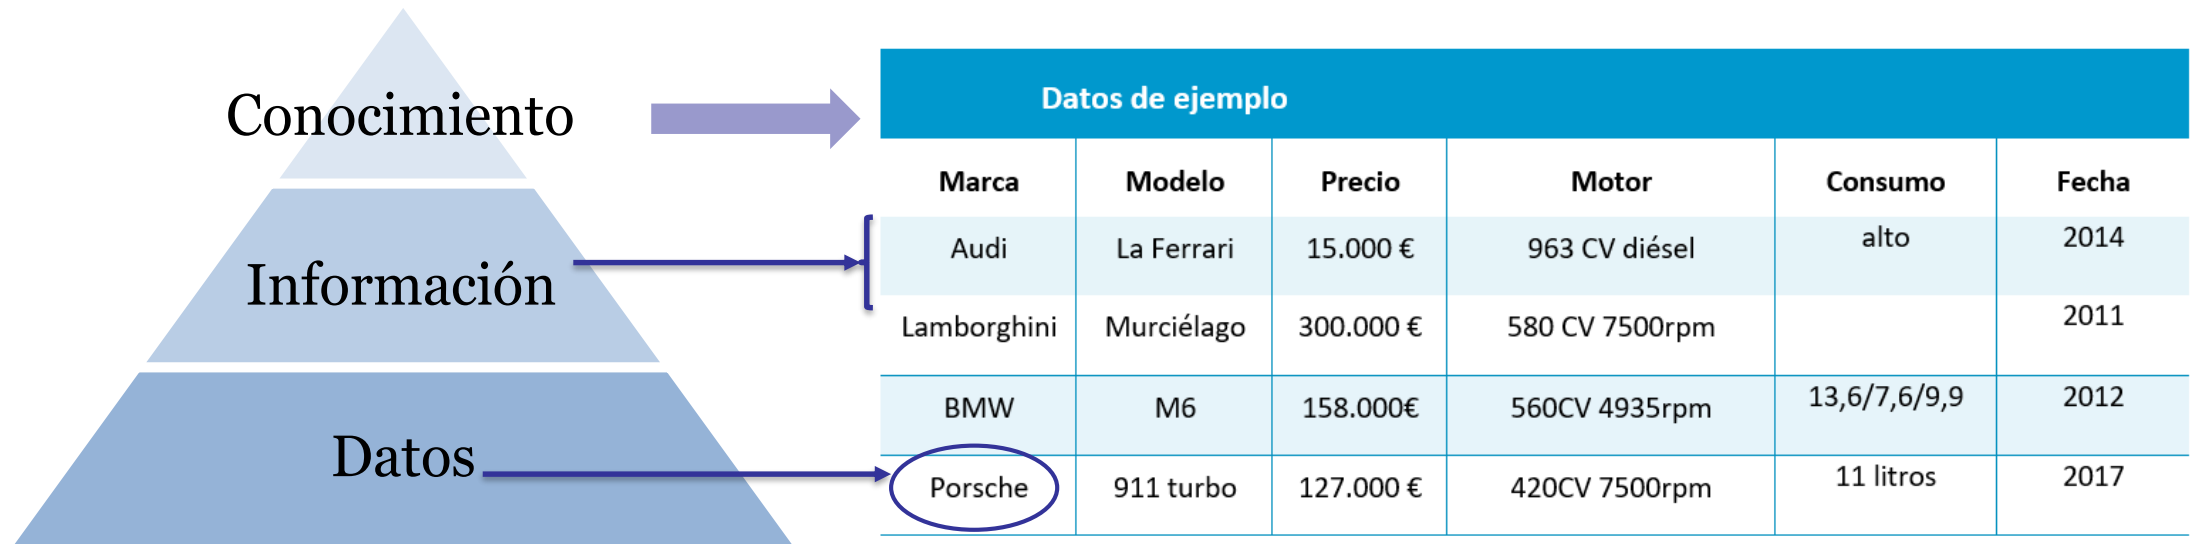 Conocimiento
Información
Datos
Datos de ejemplo
Marca Modelo Precio Motor Consumo Fecha
Audi La Ferrari 15.000 € 963 CV diésel alto 2014
Lamborghini Murciélago 300.000 € 580 CV 7500rpm 2011
BMW M6 158.000€ 560CV 4935rpm 13,6/7,6/9,9 2012
Porsche 911 turbo 127.000 € 420CV 7500rpm 11 litros 2017